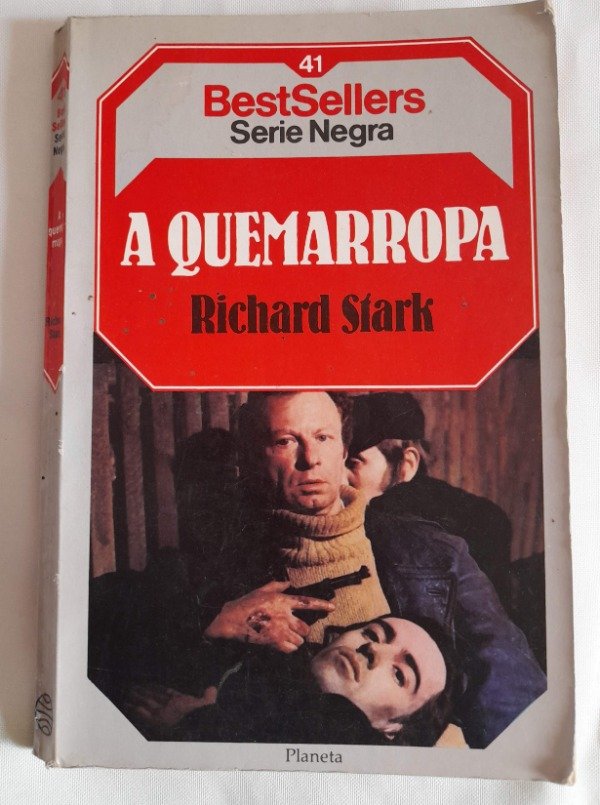 41
BestSellers
Serie Negra
A QUEMARROPA
Richard Stark
Planeta